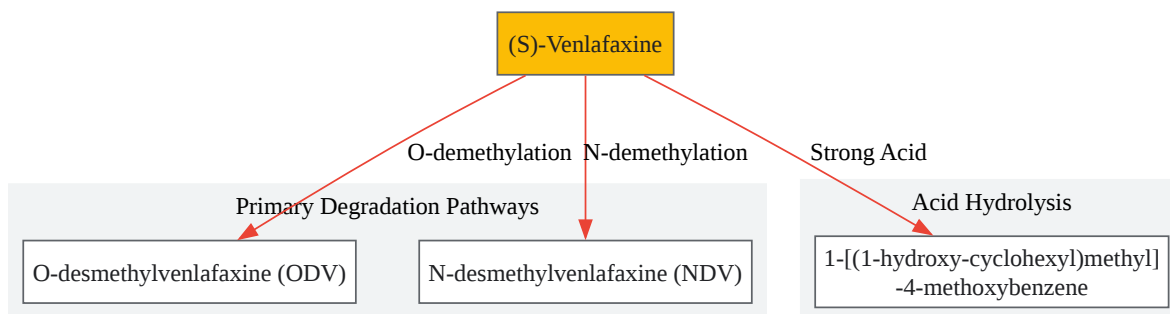 (S)-Venlafaxine
O-demethylation
N-demethylation
Strong Acid
Primary Degradation Pathways
Acid Hydrolysis
O-desmethylvenlafaxine (ODV)
N-desmethylvenlafaxine (NDV)
1-[(1-hydroxy-cyclohexyl)methyl]
-4-methoxybenzene